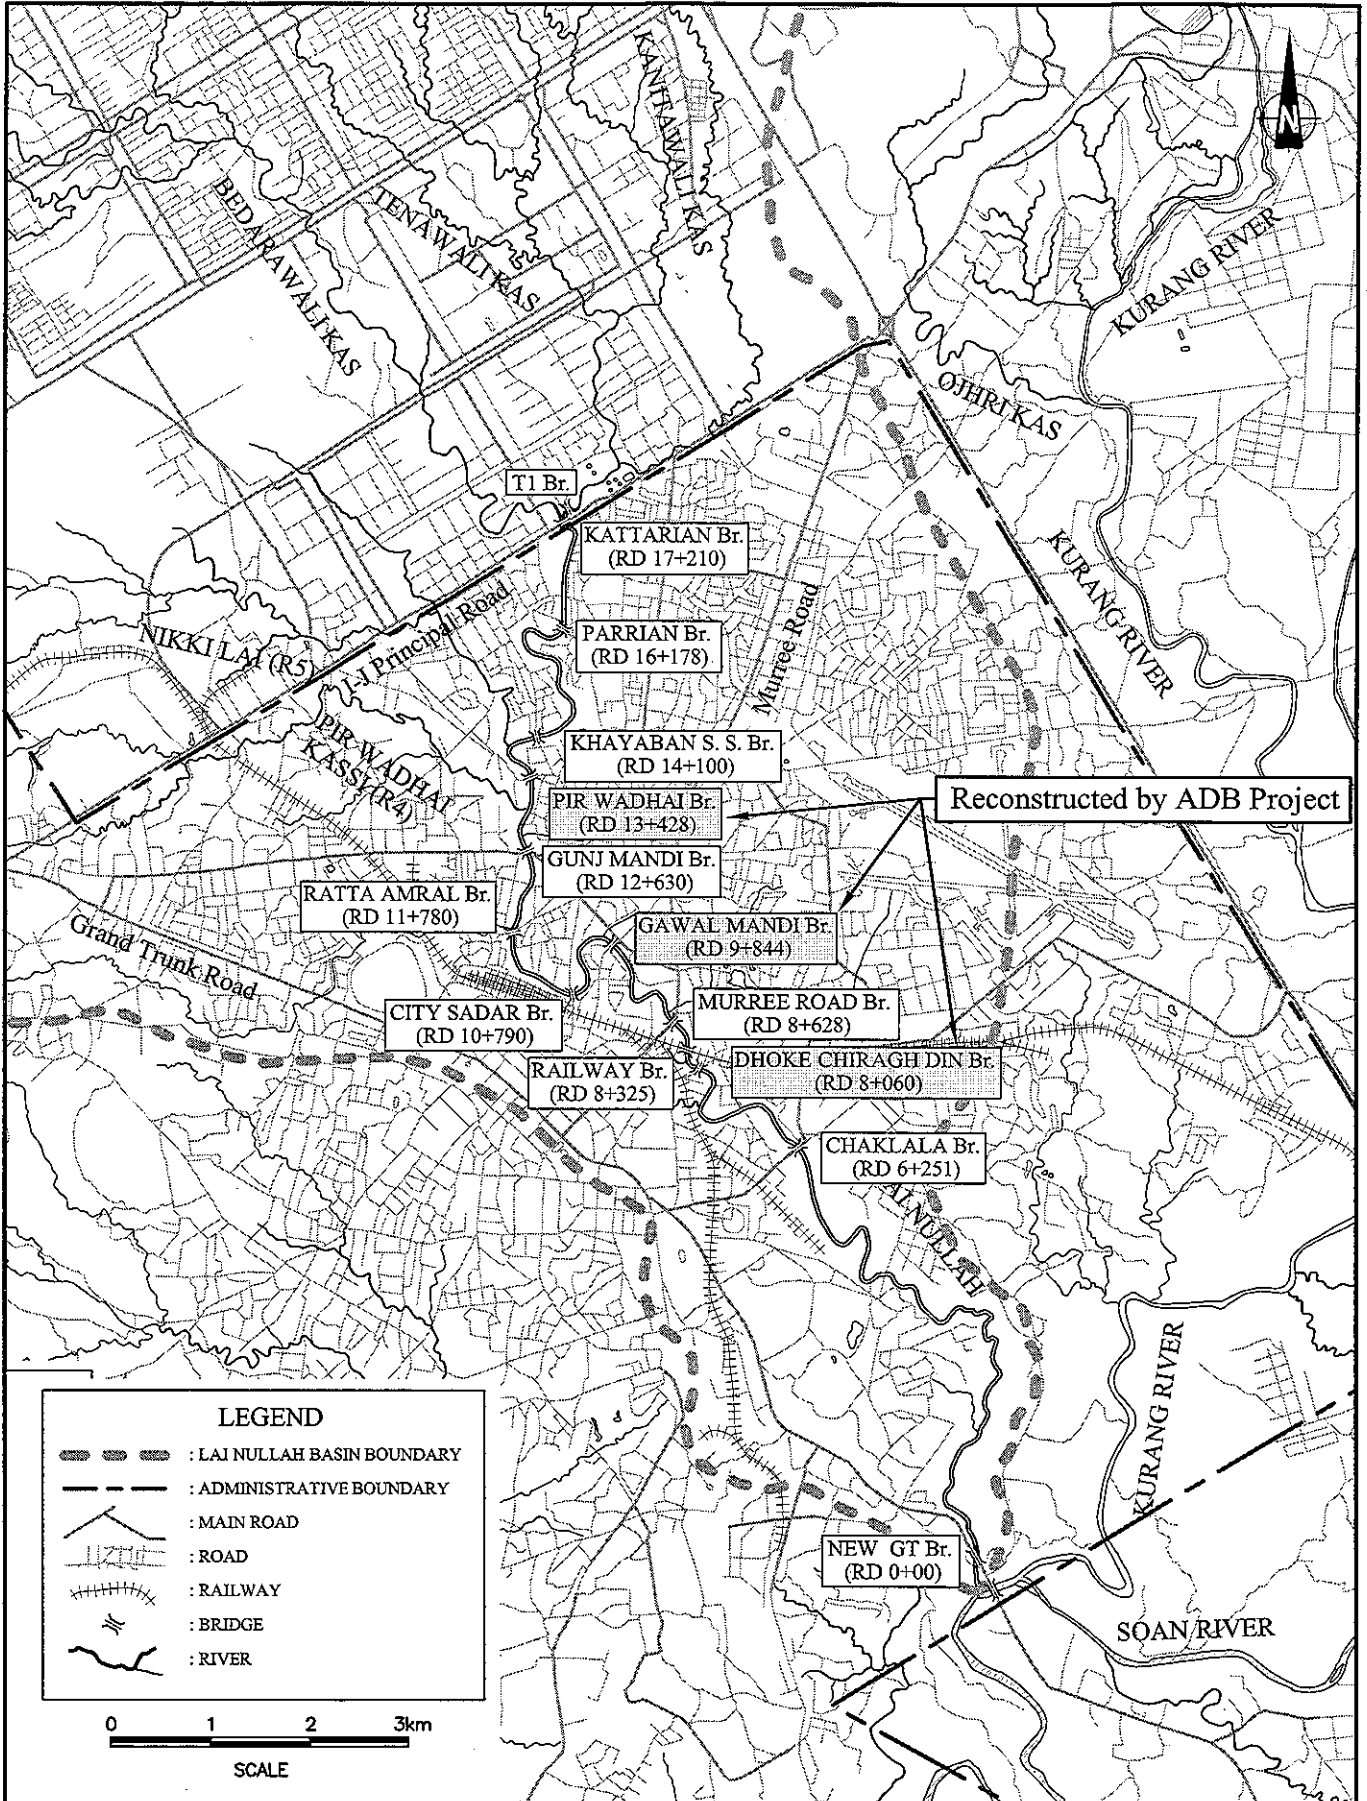 KANITAWALI KAS
N
BEDARAWALI KAS
TENAWALI KAS
KURANG RIVER
OJHRI KAS
T1 Br.
KATTARIAN Br.
(RD 17+210)
KURANG RIVER
I-J Principal Road
Murree Road
NIKKI LAI (R5)
PARRIAN Br.
(RD 16+178)
PIR WADHAI
KASSI (R4)
KHAYABAN S. S. Br.
(RD 14+100)
PIR WADHAI Br.
(RD 13+428)
Reconstructed by ADB Project
GUNJ MANDI Br.
(RD 12+630)
RATTA AMRAL Br.
(RD 11+780)
GAWAL MANDI Br.
(RD 9+844)
Grand Trunk Road
CITY SADAR Br.
(RD 10+790)
MURREE ROAD Br.
(RD 8+628)
RAILWAY Br.
(RD 8+325)
DHOKE CHIRAGH DIN Br.
(RD 8+060)
CHAKLALA Br.
(RD 6+251)
AI NULLAH
KURANG RIVER
LEGEND
: LAI NULLAH BASIN BOUNDARY
: ADMINISTRATIVE BOUNDARY
: MAIN ROAD
: ROAD
: RAILWAY
: BRIDGE
: RIVER
NEW GT Br.
(RD 0+00)
SOAN RIVER
0 1 2 3km
SCALE